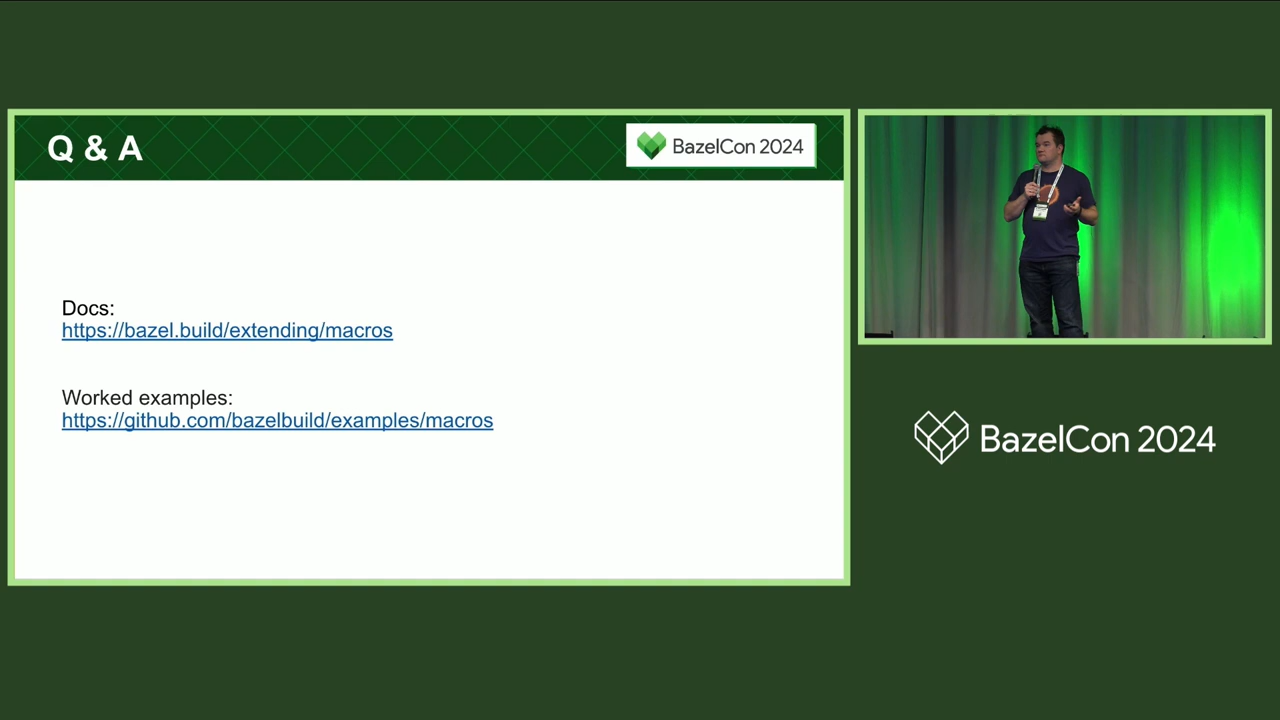 Q & A
BazelCon 2024
Docs:
https://bazel.build/extending/macros
Worked examples:
https://github.com/bazelbuild/examples/macros
BazelCon 2024